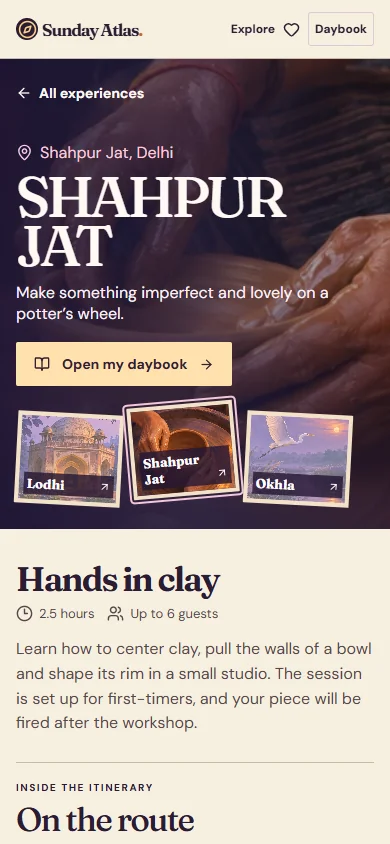 Sunday Atlas.
Explore
Daybook
All experiences
Shahpur Jat, Delhi
SHAHPUR
JAT
Make something imperfect and lovely on a
potter’s wheel.
Open my daybook
Lodhi
Shahpur
Jat
Okhla
Hands in clay
2.5 hours
Up to 6 guests
Learn how to center clay, pull the walls of a bowl
and shape its rim in a small studio. The session
is set up for first-timers, and your piece will be
fired after the workshop.
INSIDE THE ITINERARY
On the route